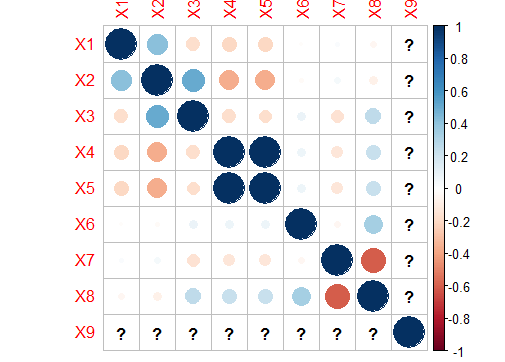 X1 X2 X3 X4 X5 X6 X7 X8 X9
X1 ? 1
X2 ? 0.8
X3 ? 0.6
X4 ? 0.4
X5 ? 0.2
X6 ? 0
X7 ? -0.2
X8 ? -0.4
X9 ? ? ? ? ? ? ? ? -0.6
-0.8
-1